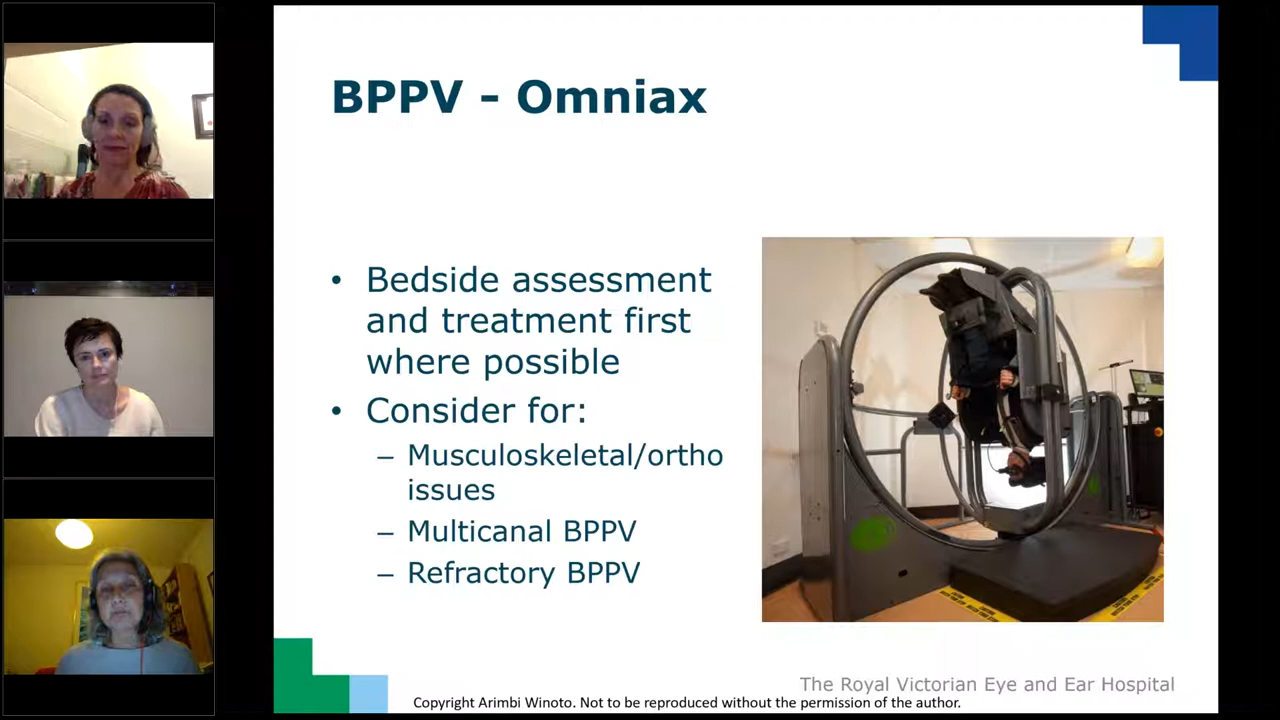 BPPV - Omniax
• Bedside assessment
and treatment first
where possible
• Consider for:
– Musculoskeletal/ortho
issues
– Multicanal BPPV
– Refractory BPPV
The Royal Victorian Eye and Ear Hospital
Copyright Arimbi Winoto. Not to be reproduced without the permission of the author.